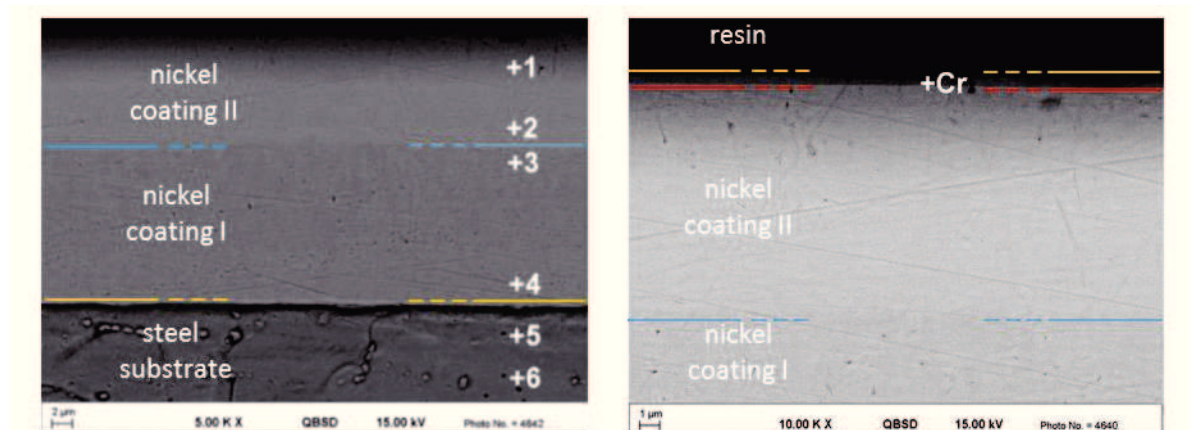 nickel
coating II
+1
+2
+3
nickel
coating I
+4
steel
substrate
+5
+6
2 µm
5.00 K X QBSD 15.00 kV Photo No. = 4642
resin
+Cr
nickel
coating II
nickel
coating I
1 µm
10.00 K X QBSD 15.00 kV Photo No. = 4640